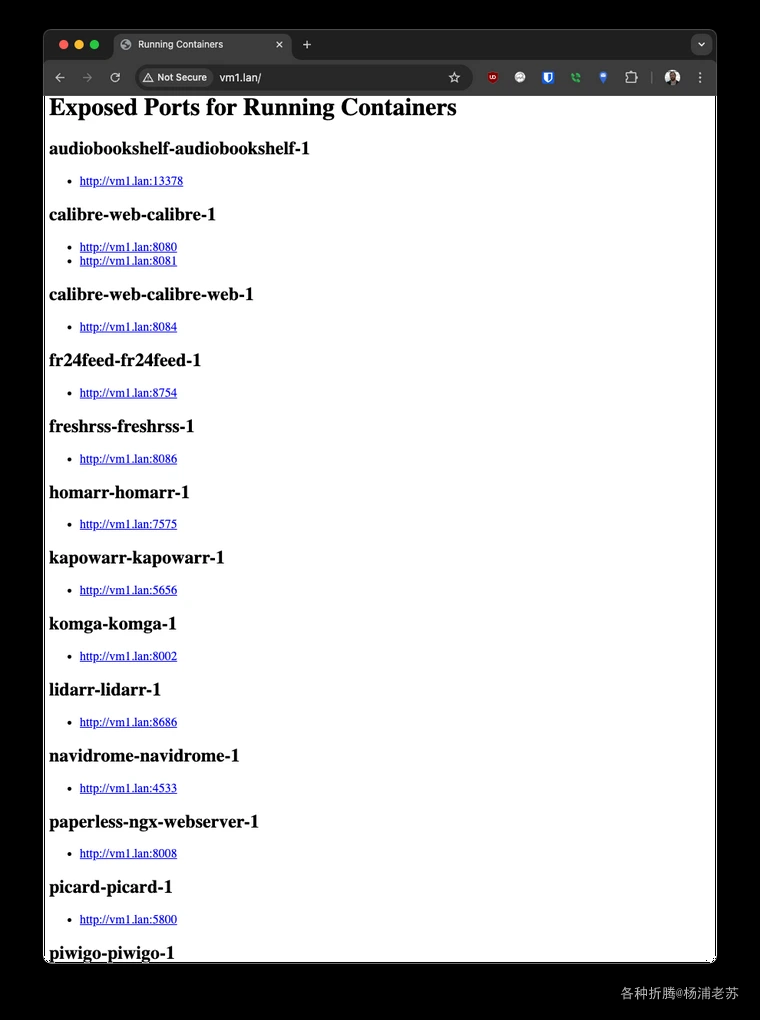 Running Containers
Not Secure vm1.lan/
Exposed Ports for Running Containers
audiobookshelf-audiobookshelf-1
http://vm1.lan:13378
calibre-web-calibre-1
http://vm1.lan:8080
http://vm1.lan:8081
calibre-web-calibre-web-1
http://vm1.lan:8084
fr24feed-fr24feed-1
http://vm1.lan:8754
freshrss-freshrss-1
http://vm1.lan:8086
homarr-homarr-1
http://vm1.lan:7575
kapowarr-kapowarr-1
http://vm1.lan:5656
komga-komga-1
http://vm1.lan:8002
lidarr-lidarr-1
http://vm1.lan:8686
navidrome-navidrome-1
http://vm1.lan:4533
paperless-ngx-webserver-1
http://vm1.lan:8008
picard-picard-1
http://vm1.lan:5800
piwigo-piwigo-1
各种折腾@杨浦老苏